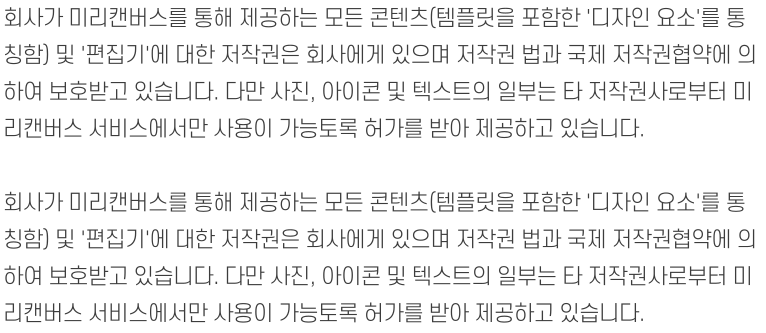 회사가 미리캔버스를 통해 제공하는 모든 콘텐츠(템플릿을 포함한 '디자인 요소'를 통
칭함) 및 '편집기'에 대한 저작권은 회사에게 있으며 저작권 법과 국제 저작권협약에 의
하여 보호받고 있습니다. 다만 사진, 아이콘 및 텍스트의 일부는 타 저작권사로부터 미
리캔버스 서비스에서만 사용이 가능토록 허가를 받아 제공하고 있습니다.

회사가 미리캔버스를 통해 제공하는 모든 콘텐츠(템플릿을 포함한 '디자인 요소'를 통
칭함) 및 '편집기'에 대한 저작권은 회사에게 있으며 저작권 법과 국제 저작권협약에 의
하여 보호받고 있습니다. 다만 사진, 아이콘 및 텍스트의 일부는 타 저작권사로부터 미
리캔버스 서비스에서만 사용이 가능토록 허가를 받아 제공하고 있습니다.